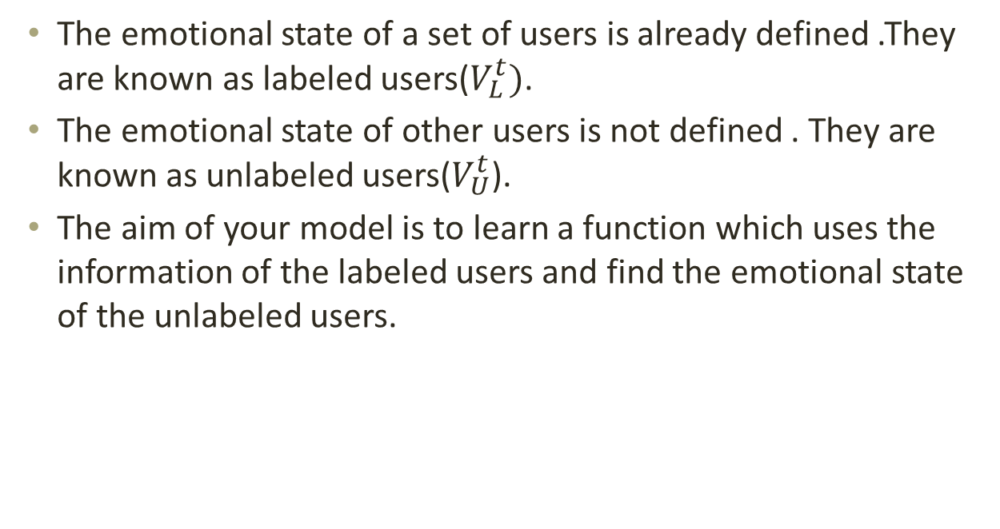 • The emotional state of a set of users is already defined .They
are known as labeled users($V_L^t$).
• The emotional state of other users is not defined . They are
known as unlabeled users($V_U^t$).
• The aim of your model is to learn a function which uses the
information of the labeled users and find the emotional state
of the unlabeled users.